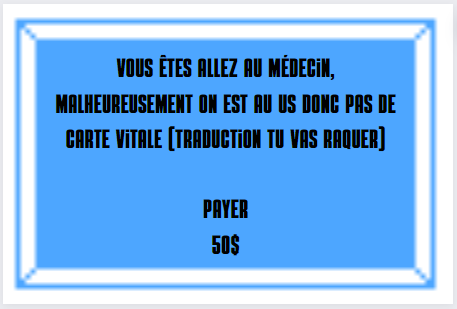 VOUS ÊTES ALLEZ AU MÉDECIN,
MALHEUREUSEMENT ON EST AU US DONC PAS DE
CARTE VITALE (TRADUCTION TU VAS RAQUER)
PAYER
50$